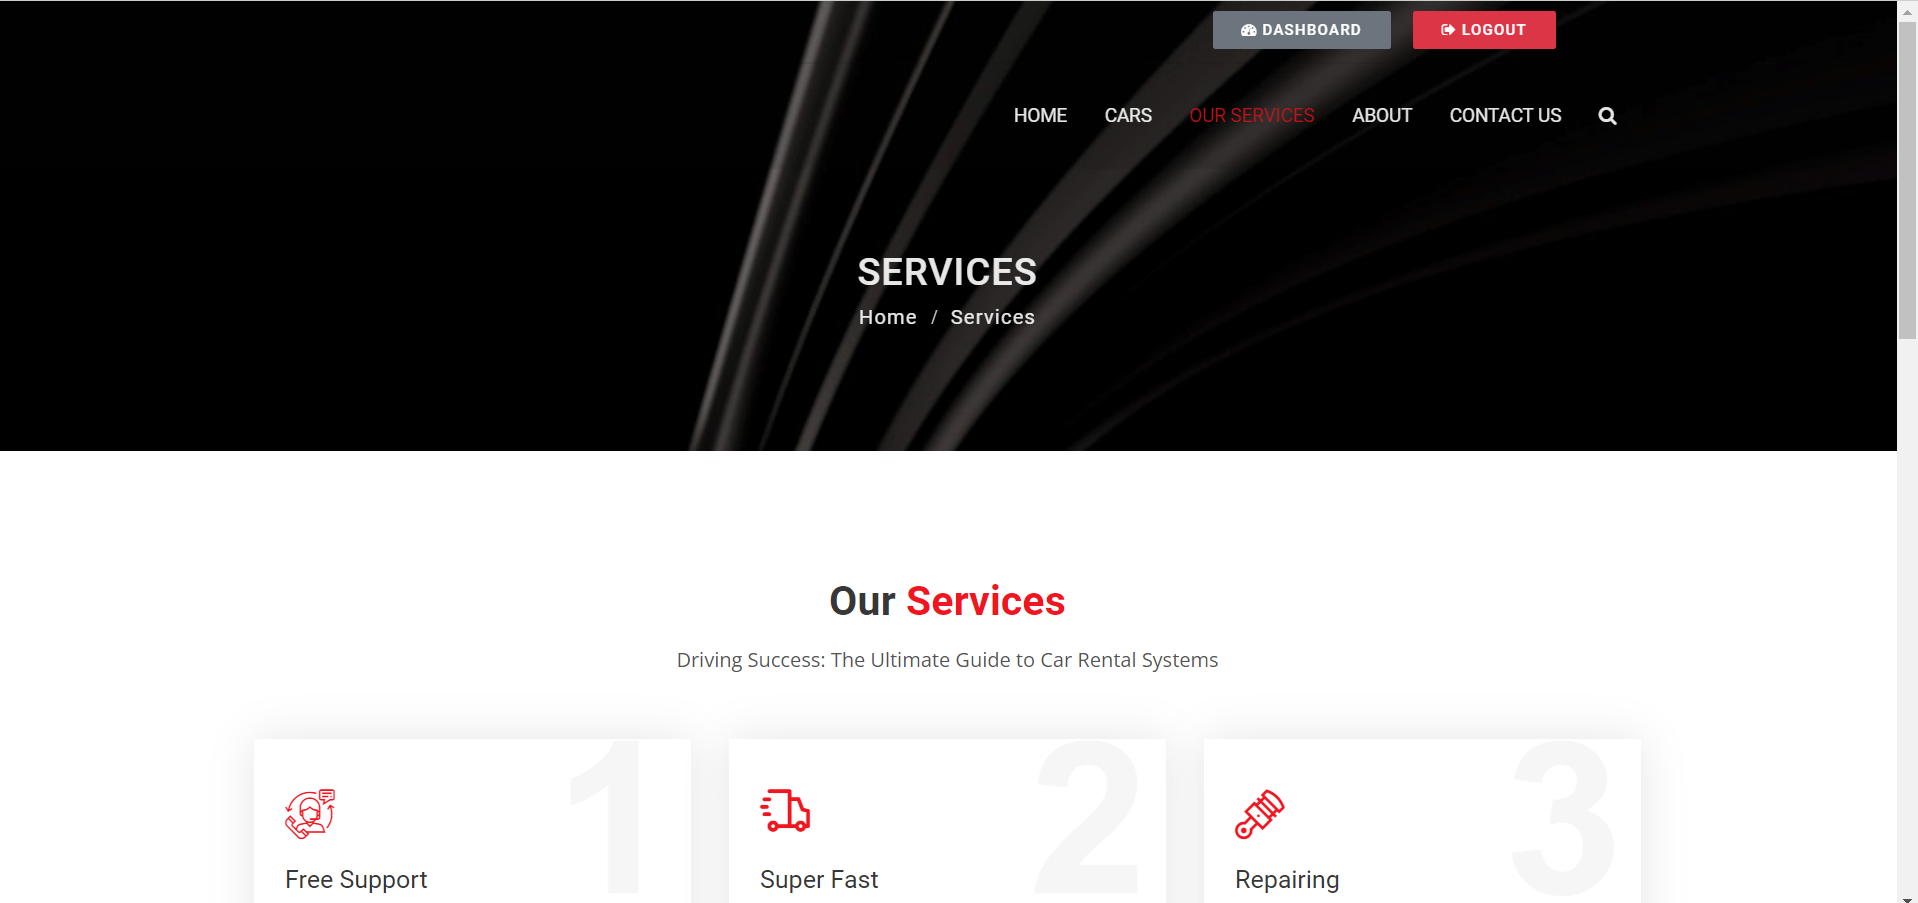 DASHBOARD LOGOUT
HOME CARS OUR SERVICES ABOUT CONTACT US
SERVICES
Home / Services
Our Services
Driving Success: The Ultimate Guide to Car Rental Systems
1 2 3
Free Support Super Fast Repairing